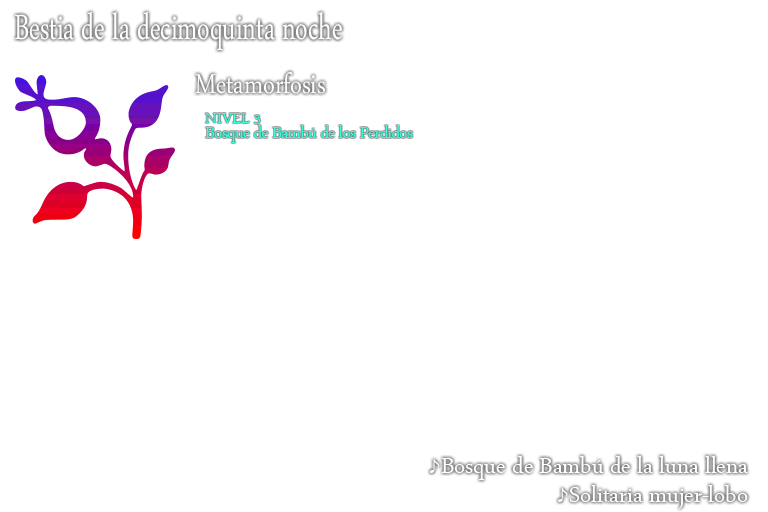 Bestia de la decimoquinta noche
Metamorfosis
NIVEL 3
Bosque de Bambú de los Perdidos
♪Bosque de Bambú de la luna llena
♪Solitaria mujer-lobo